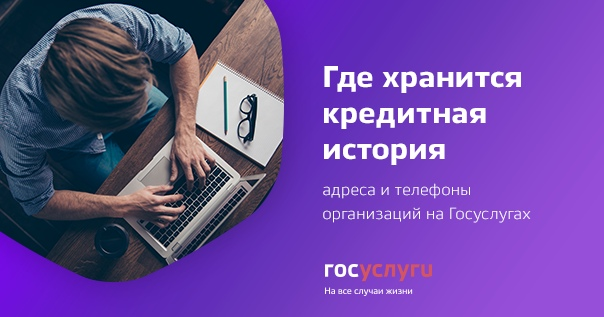 Где хранится
кредитная
история
адреса и телефоны
организаций на Госуслугах
госуслуги
На все случаи жизни